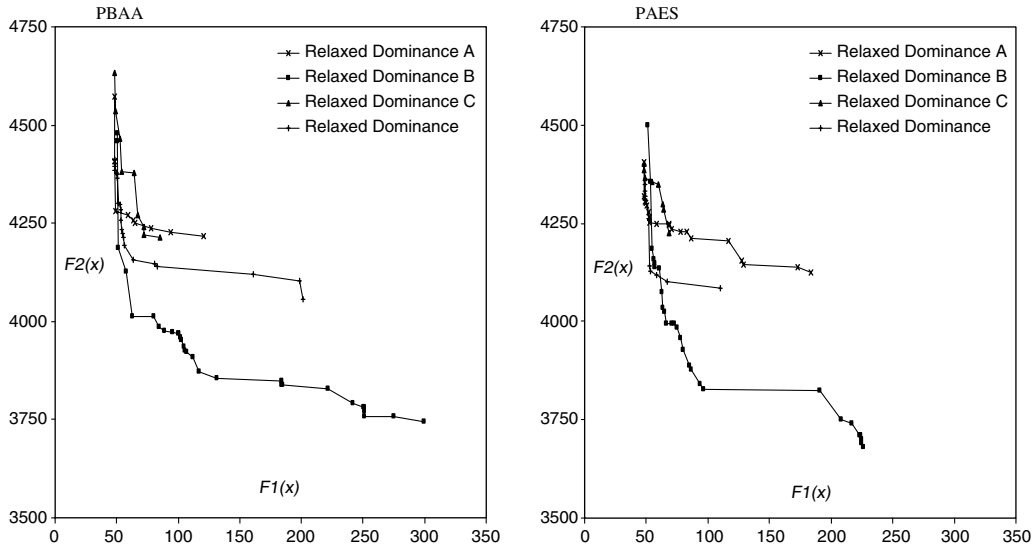 PBAA
4750
4500
4250
4000
3750
3500
0 50 100 150 200 250 300 350
F2(x)
F1(x)
Relaxed Dominance A
Relaxed Dominance B
Relaxed Dominance C
Relaxed Dominance
PAES
4750
4500
4250
4000
3750
3500
0 50 100 150 200 250 300 350
F2(x)
F1(x)
Relaxed Dominance A
Relaxed Dominance B
Relaxed Dominance C
Relaxed Dominance